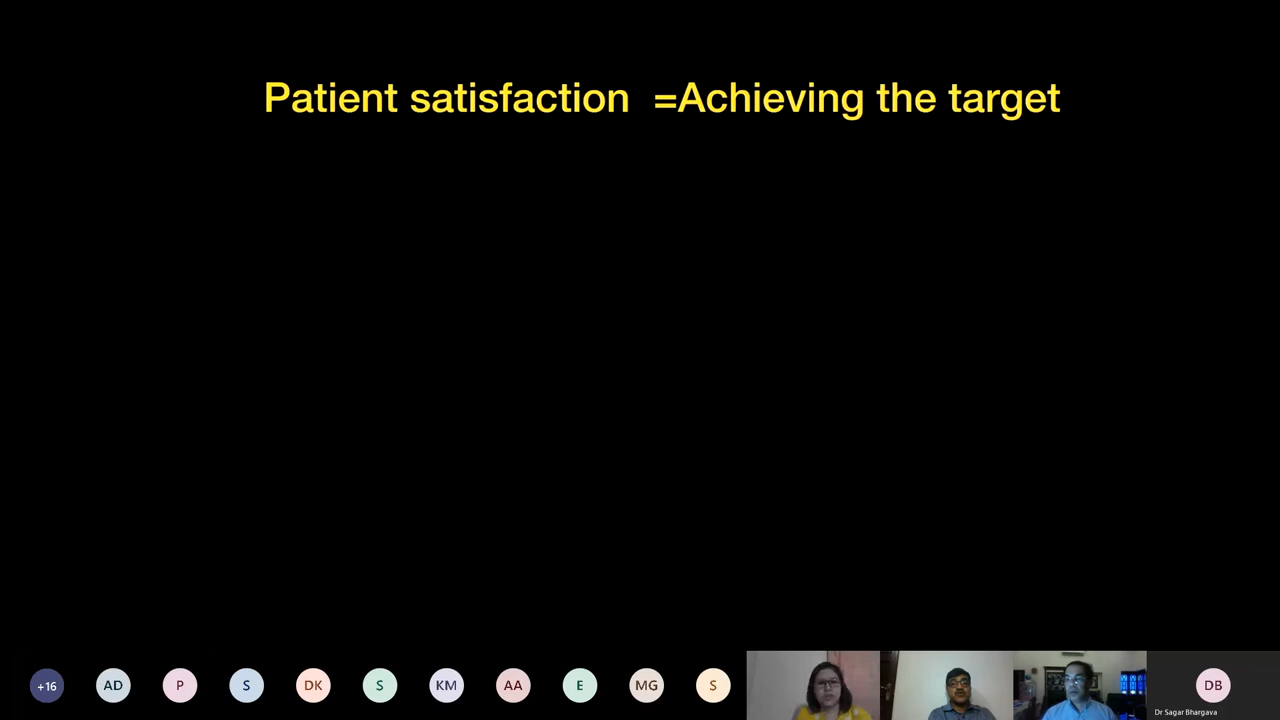 Patient satisfaction =Achieving the target
+16
AD
P
S
DK
S
KM
AA
E
MG
S
DB
Dr Sagar Bhargava